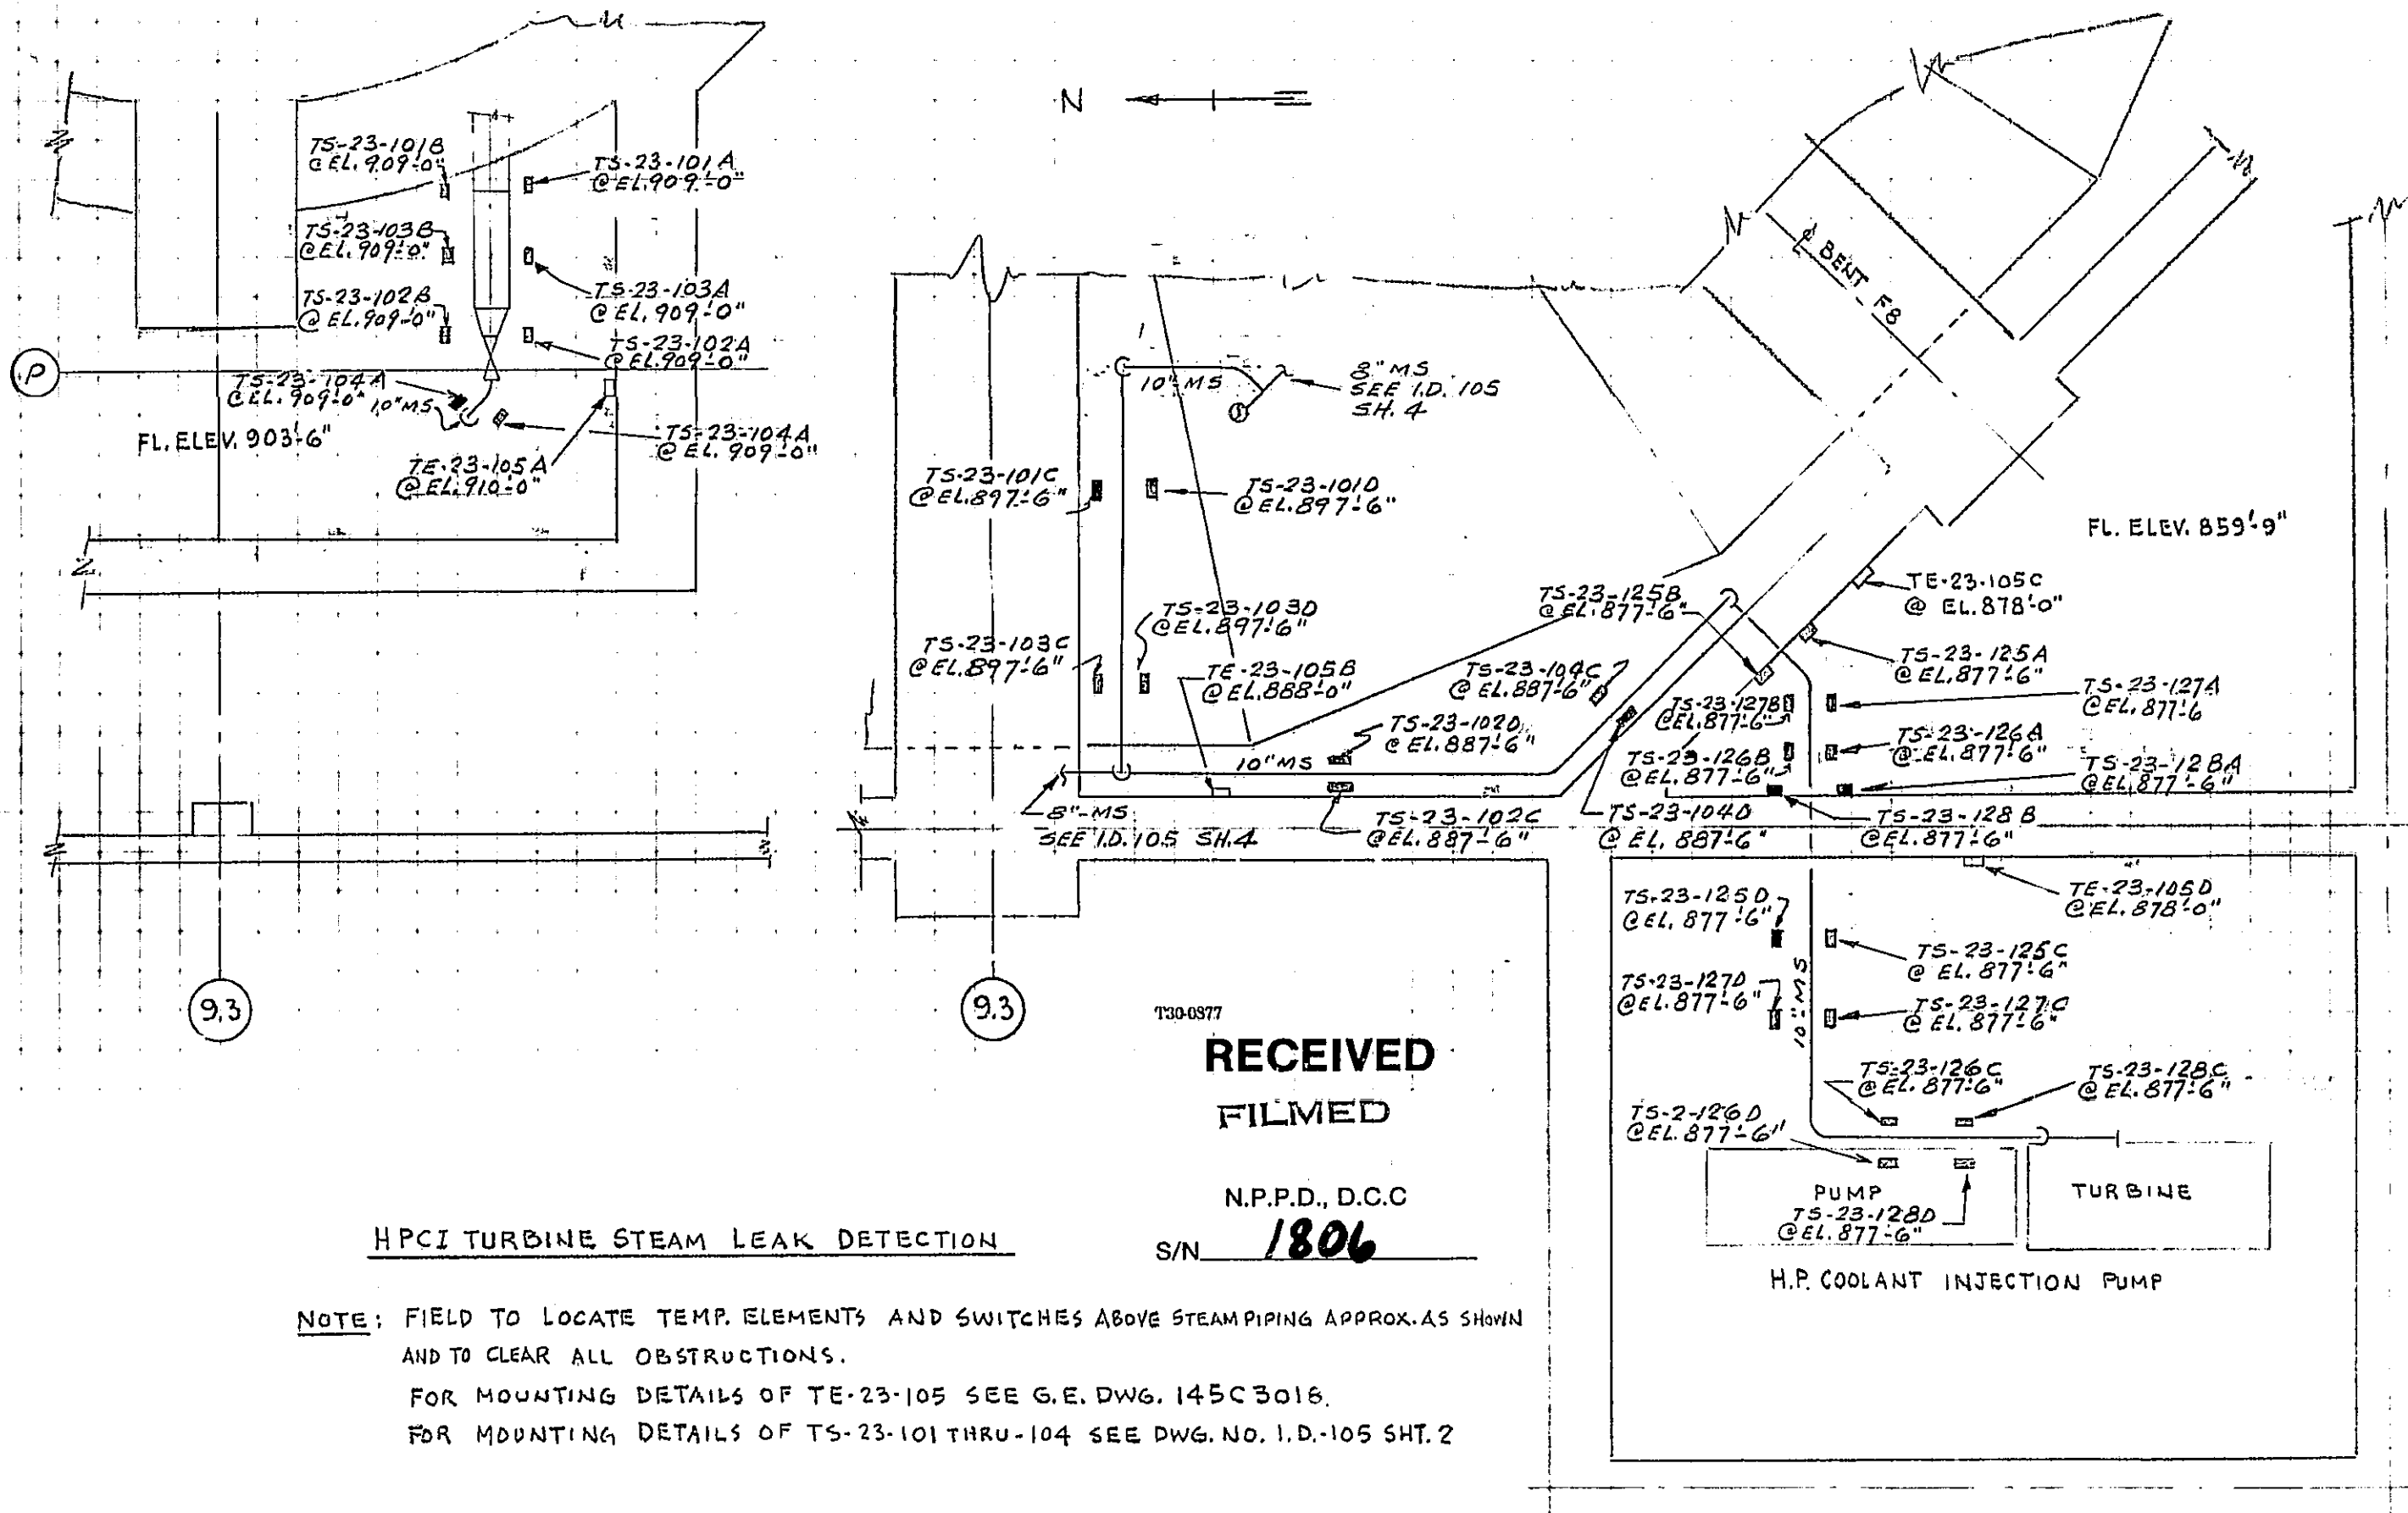 TS-23-101B
@ EL. 909'-0"
TS-23-101A
@ EL. 909'-0"
TS-23-103B
@ EL. 909'-0"
TS-23-103A
@ EL. 909'-0"
TS-23-102B
@ EL. 909'-0"
TS-23-102A
@ EL. 909'-0"
P
TS-23-104A
@ EL. 909'-0"
10"MS
FL. ELEV. 903'-6"
TS-23-104A
@ EL. 909'-0"
TE-23-105A
@ EL. 910'-0"
9.3
N
10"MS
8"MS
SEE I.D. 105
SH. 4
℄ BENT F8
TS-23-101C
@ EL. 897'-6"
TS-23-101D
@ EL. 897'-6"
FL. ELEV. 859'-9"
TS-23-103D
@ EL. 897'-6"
TS-23-103C
@ EL. 897'-6"
TE-23-105B
@ EL. 888'-0"
TS-23-125B
@ EL. 877'-6"
TE-23-105C
@ EL. 878'-0"
TS-23-104C
@ EL. 887'-6"
TS-23-125A
@ EL. 877'-6"
TS-23-127B
@ EL. 877'-6"
TS-23-127A
@ EL. 877'-6
TS-23-102D
@ EL. 887'-6"
10"MS
TS-23-126B
@ EL. 877'-6"
TS-23-126A
@ EL. 877'-6"
TS-23-128A
@ EL. 877'-6"
8"-MS
SEE I.D. 105 SH.4
TS-23-102C
@ EL. 887'-6"
TS-23-104D
@ EL. 887'-6"
TS-23-128B
@ EL. 877'-6"
TS-23-125D
@ EL. 877'-6"
TE-23-105D
@ EL. 878'-0"
TS-23-125C
@ EL. 877'-6"
10"-MS
TS-23-127D
@ EL. 877'-6"
TS-23-127C
@ EL. 877'-6"
TS-23-126C
@ EL. 877'-6"
TS-23-128C
@ EL. 877'-6"
TS-2-126D
@ EL. 877'-6"
PUMP
TS-23-128D
@ EL. 877'-6"
TURBINE
H.P. COOLANT INJECTION PUMP
9.3
T30-0877
RECEIVED
FILMED
N.P.P.D., D.C.C
S/N 1806
HPCI TURBINE STEAM LEAK DETECTION
NOTE: FIELD TO LOCATE TEMP. ELEMENTS AND SWITCHES ABOVE STEAM PIPING APPROX. AS SHOWN
AND TO CLEAR ALL OBSTRUCTIONS.
FOR MOUNTING DETAILS OF TE-23-105 SEE G.E. DWG. 145C3018.
FOR MOUNTING DETAILS OF TS-23-101 THRU-104 SEE DWG. NO. I.D.-105 SHT. 2